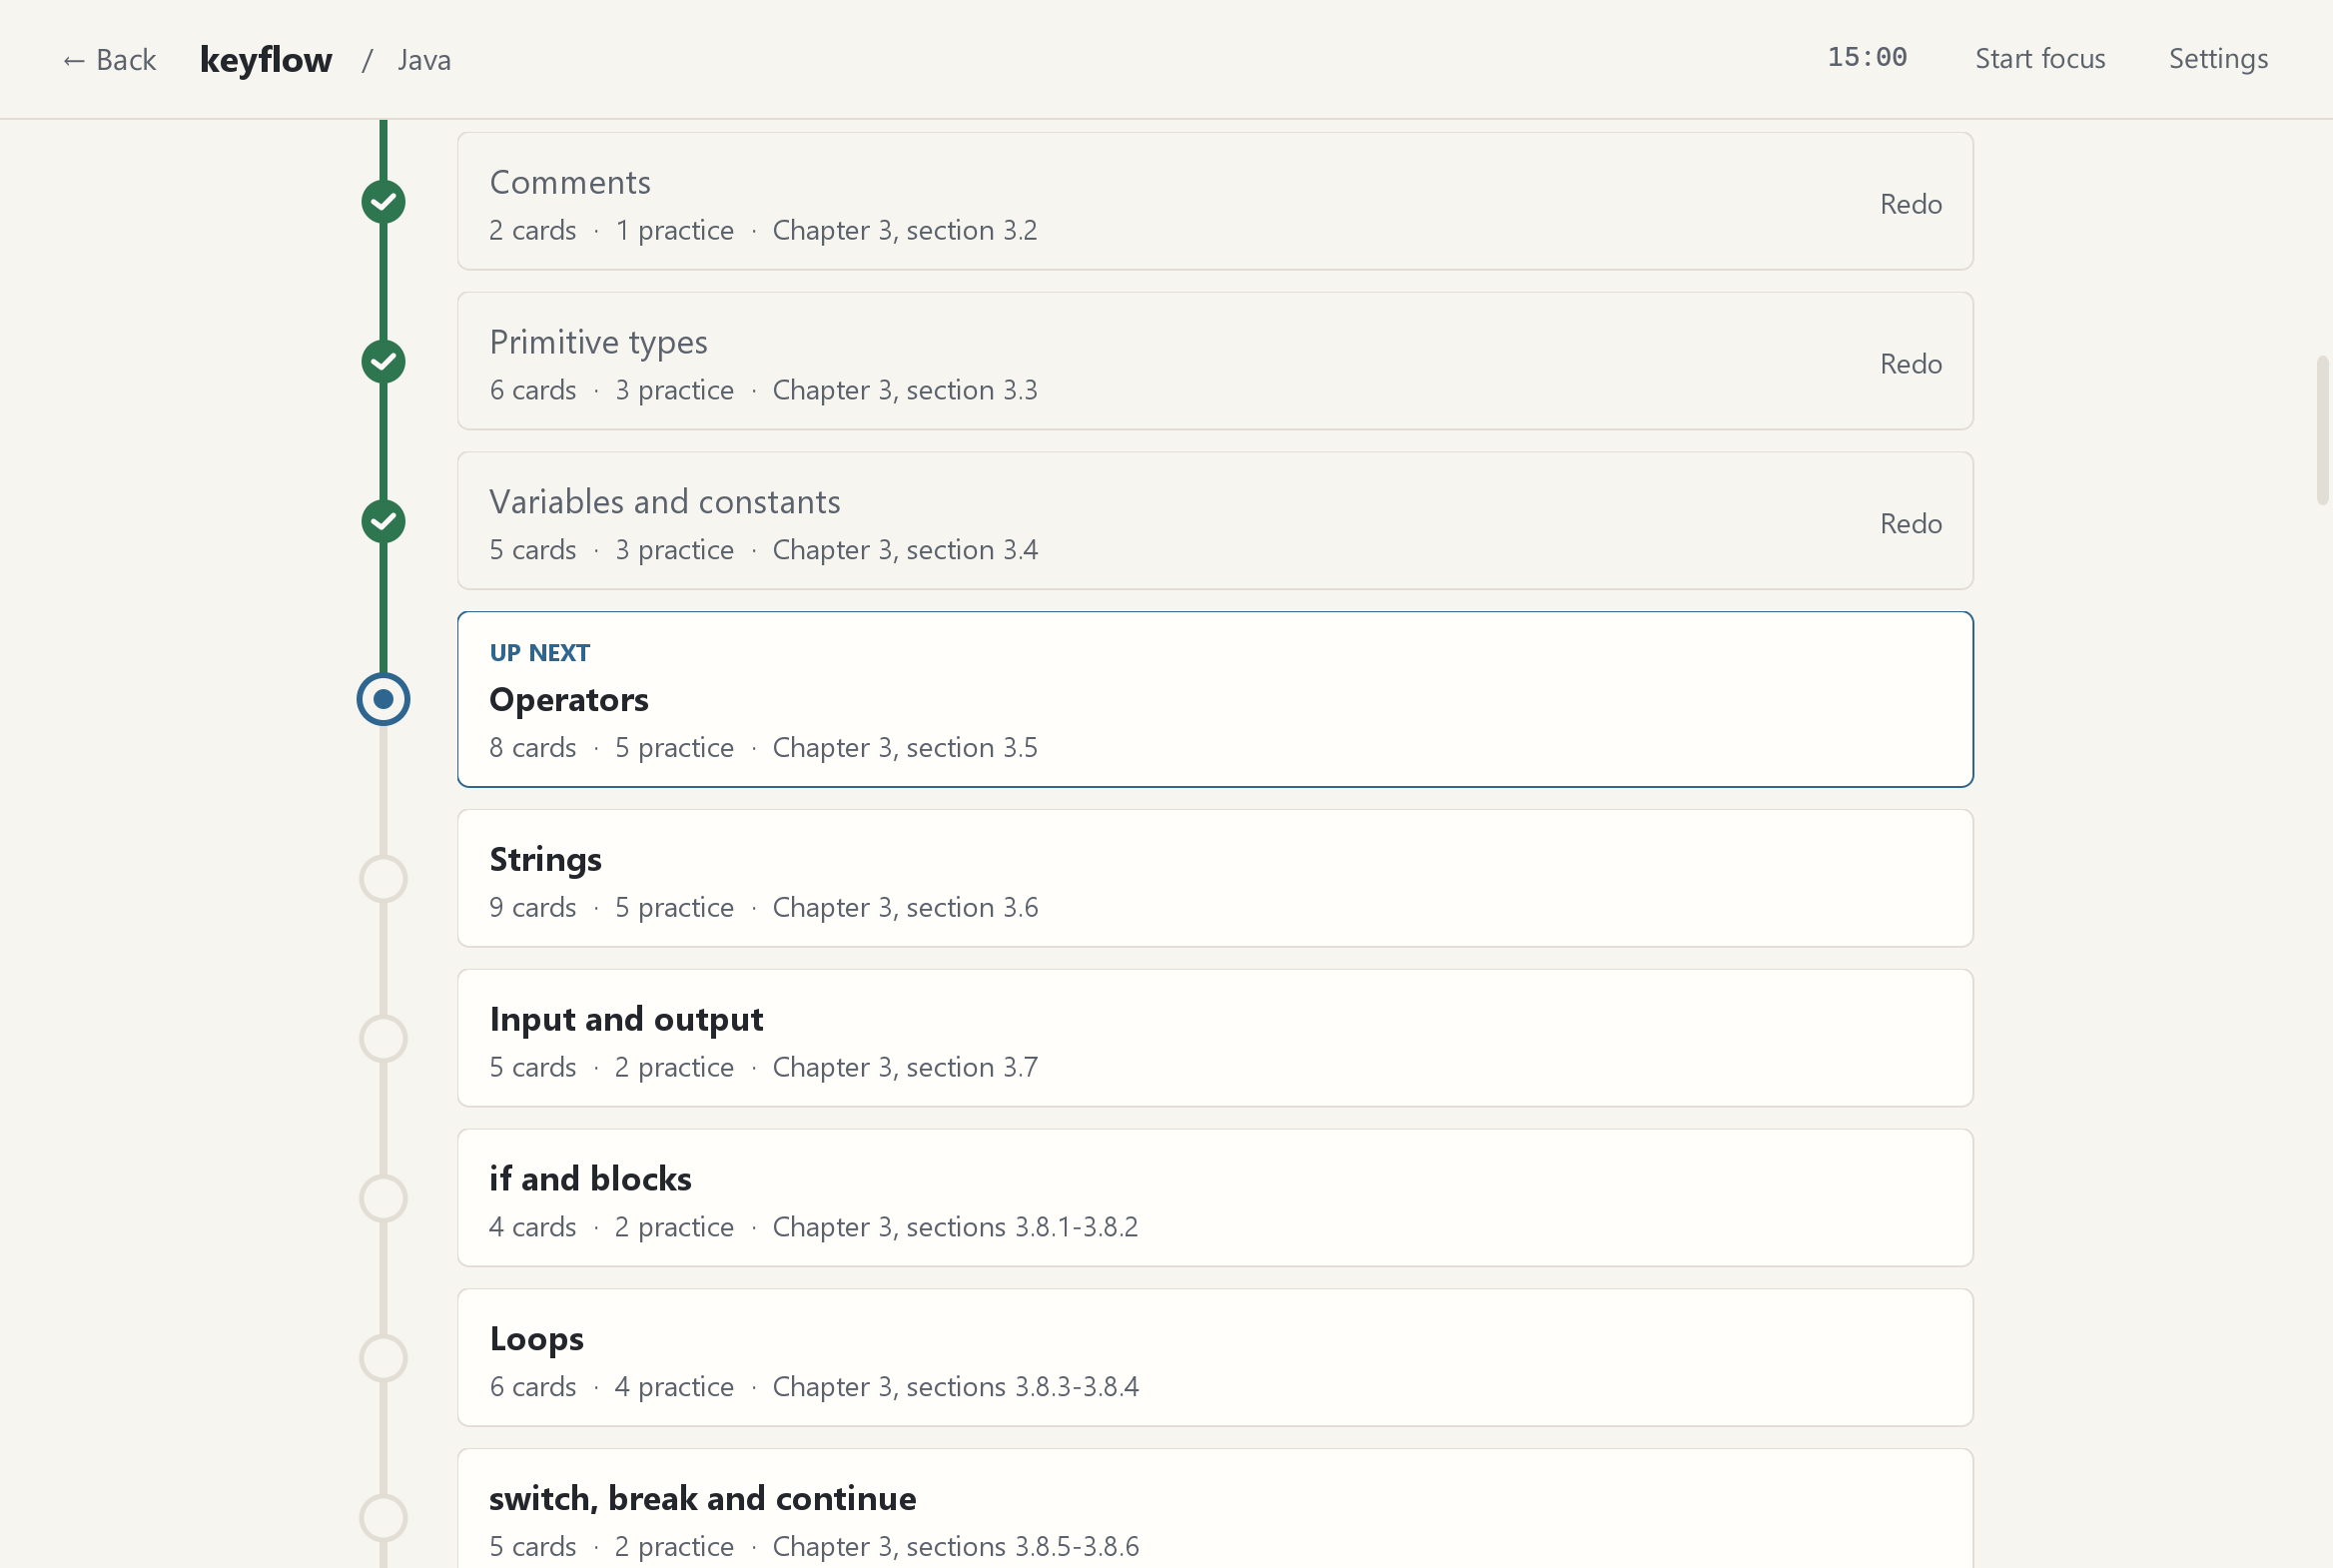 ← Back keyflow / Java 15:00 Start focus Settings
Comments
2 cards · 1 practice · Chapter 3, section 3.2
Redo
Primitive types
6 cards · 3 practice · Chapter 3, section 3.3
Redo
Variables and constants
5 cards · 3 practice · Chapter 3, section 3.4
Redo
UP NEXT
Operators
8 cards · 5 practice · Chapter 3, section 3.5
Strings
9 cards · 5 practice · Chapter 3, section 3.6
Input and output
5 cards · 2 practice · Chapter 3, section 3.7
if and blocks
4 cards · 2 practice · Chapter 3, sections 3.8.1-3.8.2
Loops
6 cards · 4 practice · Chapter 3, sections 3.8.3-3.8.4
switch, break and continue
5 cards · 2 practice · Chapter 3, sections 3.8.5-3.8.6